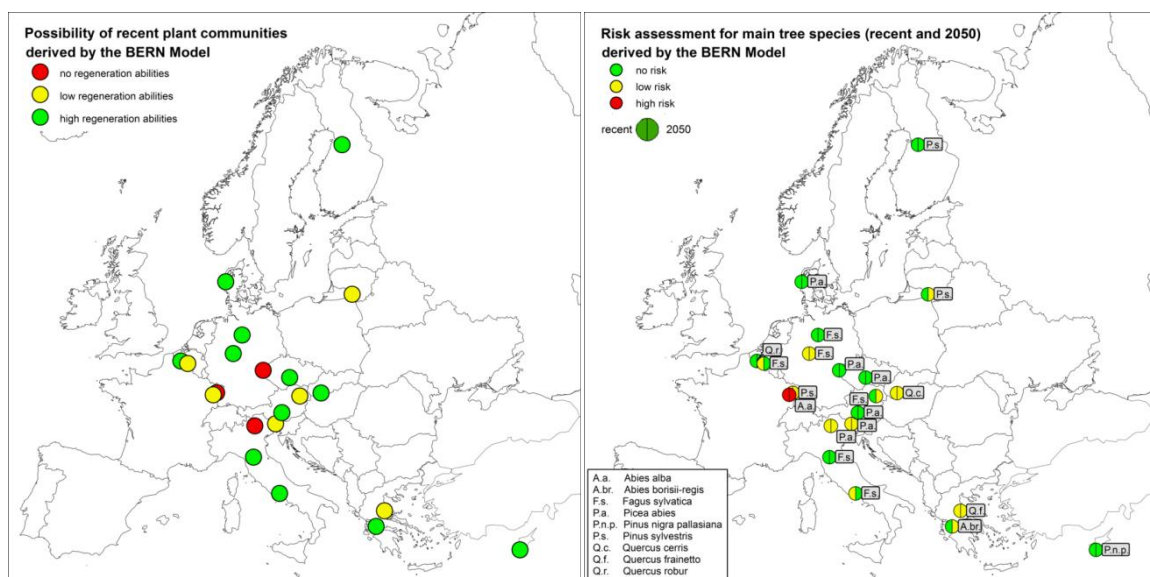 Possibility of recent plant communities
derived by the BERN Model
no regeneration abilities
low regeneration abilities
high regeneration abilities
Risk assessment for main tree species (recent and 2050)
derived by the BERN Model
no risk
low risk
high risk
recent 2050
P.s.
P.a.
P.s.
F.s.
Q.r.
F.s.
F.s.
P.a.
P.a.
P.s.
A.a.
F.s.
Q.c.
P.a.
P.a.
P.a.
F.s.
F.s.
Q.f.
A.br.
P.n.p.
A.a. Abies alba
A.br. Abies borisii-regis
F.s. Fagus sylvatica
P.a. Picea abies
P.n.p. Pinus nigra pallasiana
P.s. Pinus sylvestris
Q.c. Quercus cerris
Q.f. Quercus frainetto
Q.r. Quercus robur